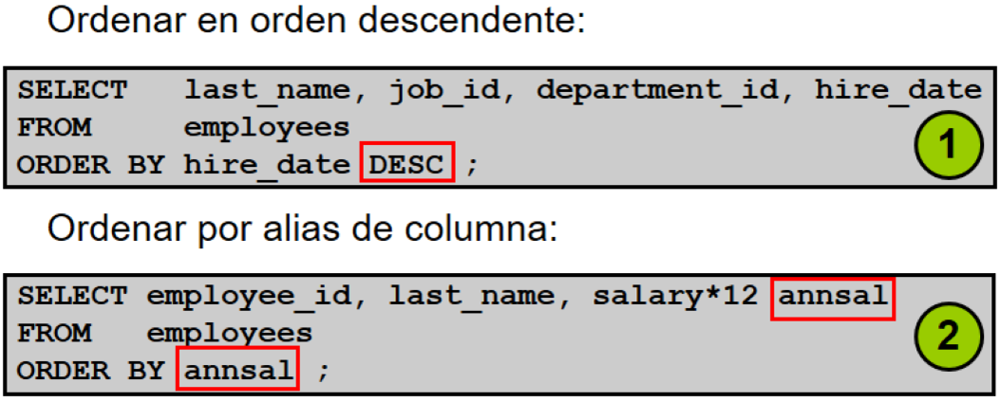 Ordenar en orden descendente:
SELECT last_name, job_id, department_id, hire_date
FROM employees
ORDER BY hire_date DESC ;
1
Ordenar por alias de columna:
SELECT employee_id, last_name, salary*12 annsal
FROM employees
ORDER BY annsal ;
2